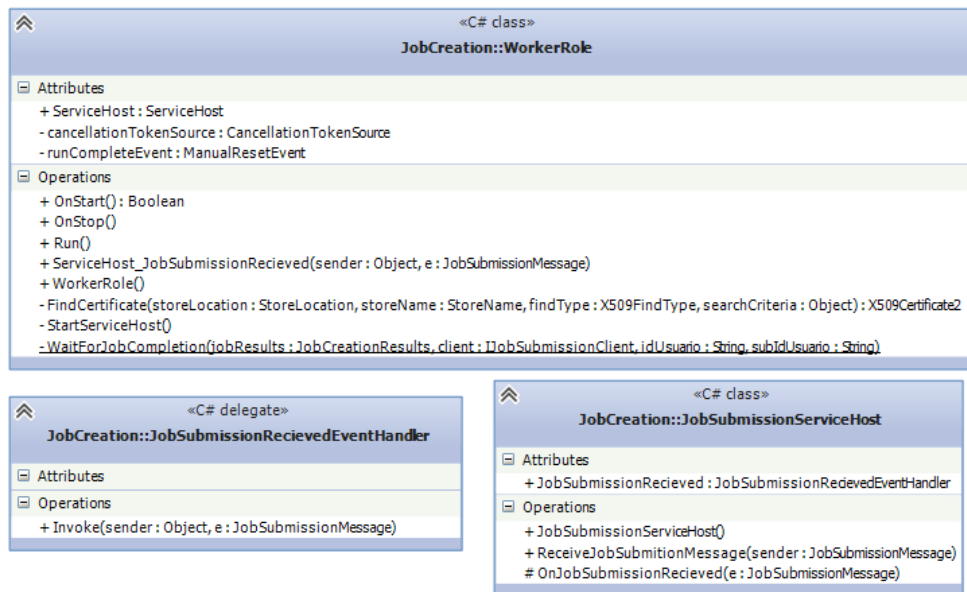 «C# class»
JobCreation::WorkerRole
Attributes
+ ServiceHost : ServiceHost
- cancellationTokenSource : CancellationTokenSource
- runCompleteEvent : ManualResetEvent
Operations
+ OnStart() : Boolean
+ OnStop()
+ Run()
+ ServiceHost_JobSubmissionRecieved(sender : Object, e : JobSubmissionMessage)
+ WorkerRole()
- FindCertificate(storeLocation : StoreLocation, storeName : StoreName, findType : X509FindType, searchCriteria : Object) : X509Certificate2
- StartServiceHost()
- WaitForJobCompletion(jobResults : JobCreationResults, client : IJobSubmissionClient, idUsuario : String, subIdUsuario : String)
«C# delegate»
JobCreation::JobSubmissionRecievedEventHandler
Attributes
Operations
+ Invoke(sender : Object, e : JobSubmissionMessage)
«C# class»
JobCreation::JobSubmissionServiceHost
Attributes
+ JobSubmissionRecieved : JobSubmissionRecievedEventHandler
Operations
+ JobSubmissionServiceHost()
+ ReceiveJobSubmitionMessage(sender : JobSubmissionMessage)
# OnJobSubmissionRecieved(e : JobSubmissionMessage)